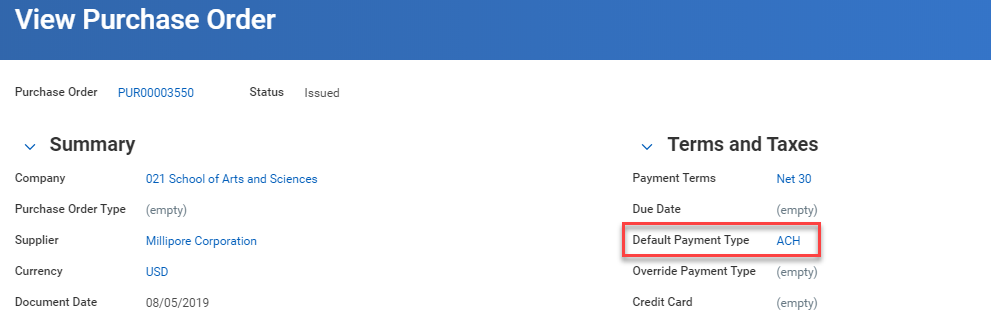 View Purchase Order
Purchase Order PUR00003550 Status Issued
Summary
Company 021 School of Arts and Sciences
Purchase Order Type (empty)
Supplier Millipore Corporation
Currency USD
Document Date 08/05/2019
Terms and Taxes
Payment Terms Net 30
Due Date (empty)
Default Payment Type ACH
Override Payment Type (empty)
Credit Card (empty)